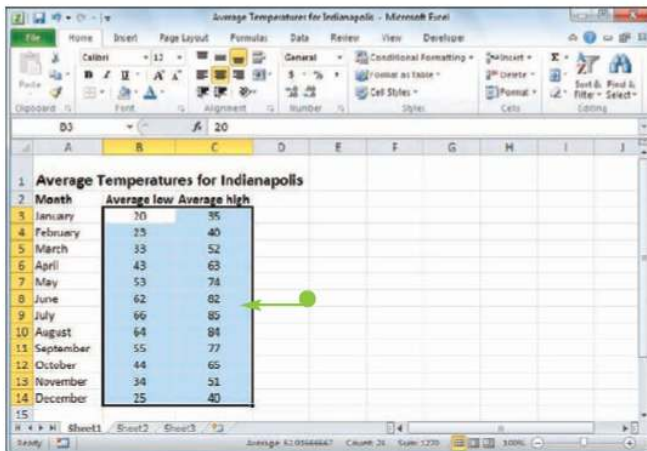 Average Temperatures for Indianapolis - Microsoft Excel
File Home Insert Page Layout Formulas Data Review View Developer
Calibri 12 General Conditional Formatting Insert Σ
Paste B I U A A $ % , Format as Table Delete Sort & Find &
Cell Styles Format Filter Select
Clipboard Font Alignment Number Styles Cells Editing
B3 fx 20
A B C D E F G H I J
1 Average Temperatures for Indianapolis
2 Month Average low Average high
3 January 20 35
4 February 25 40
5 March 33 52
6 April 43 63
7 May 53 74
8 June 62 82
9 July 66 85
10 August 64 84
11 September 55 77
12 October 44 65
13 November 34 51
14 December 25 40
15
Sheet1 Sheet2 Sheet3
Ready Count: 24 100%